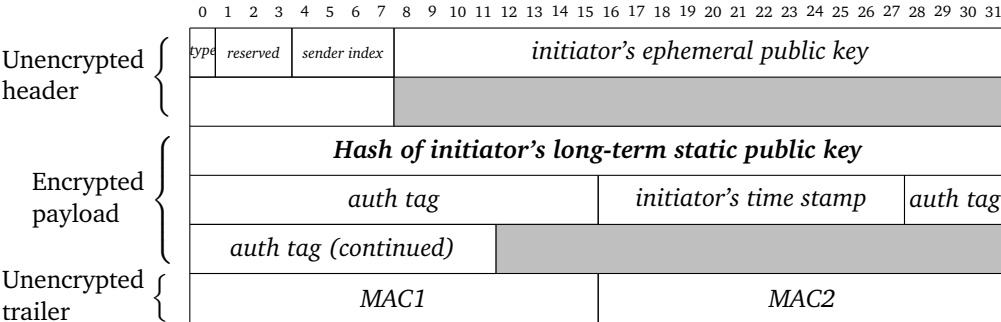 0 1 2 3 4 5 6 7 8 9 10 11 12 13 14 15 16 17 18 19 20 21 22 23 24 25 26 27 28 29 30 31
Unencrypted header
type reserved sender index initiator's ephemeral public key
Encrypted payload
Hash of initiator's long-term static public key
auth tag initiator's time stamp auth tag
auth tag (continued)
Unencrypted trailer
MAC1 MAC2